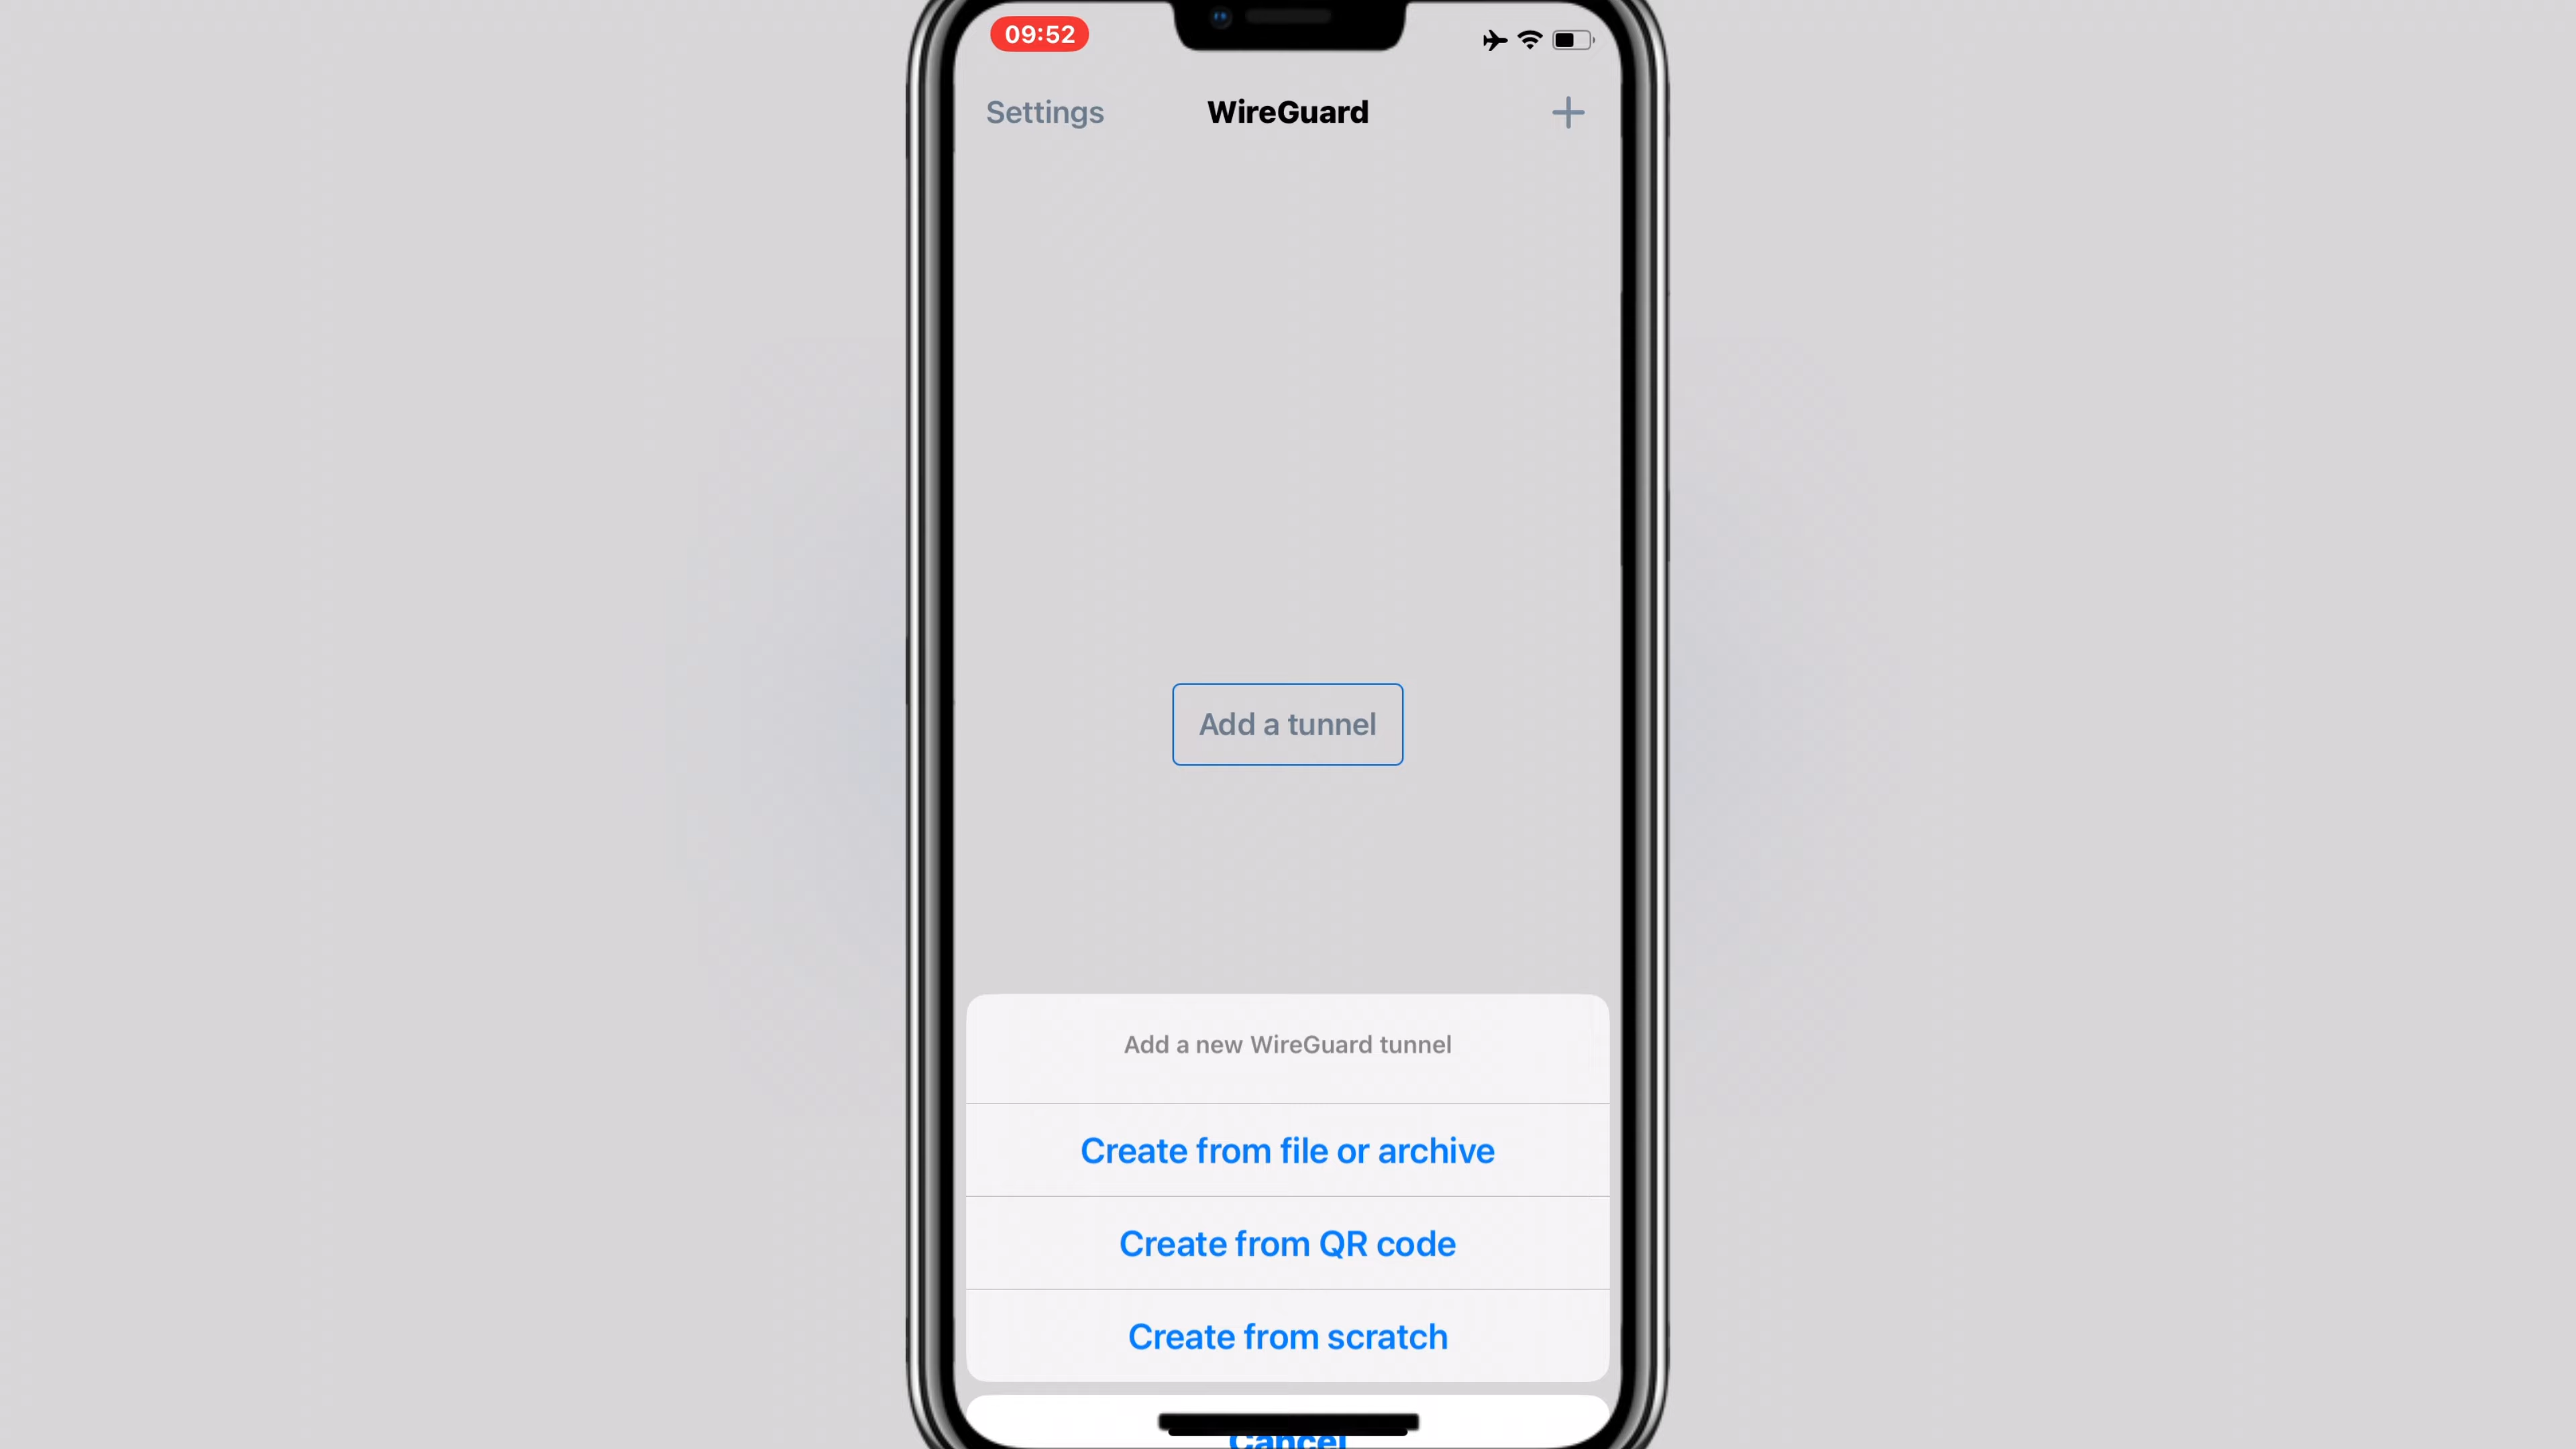 09:52
Settings WireGuard +
Add a tunnel
Add a new WireGuard tunnel
Create from file or archive
Create from QR code
Create from scratch
Cancel